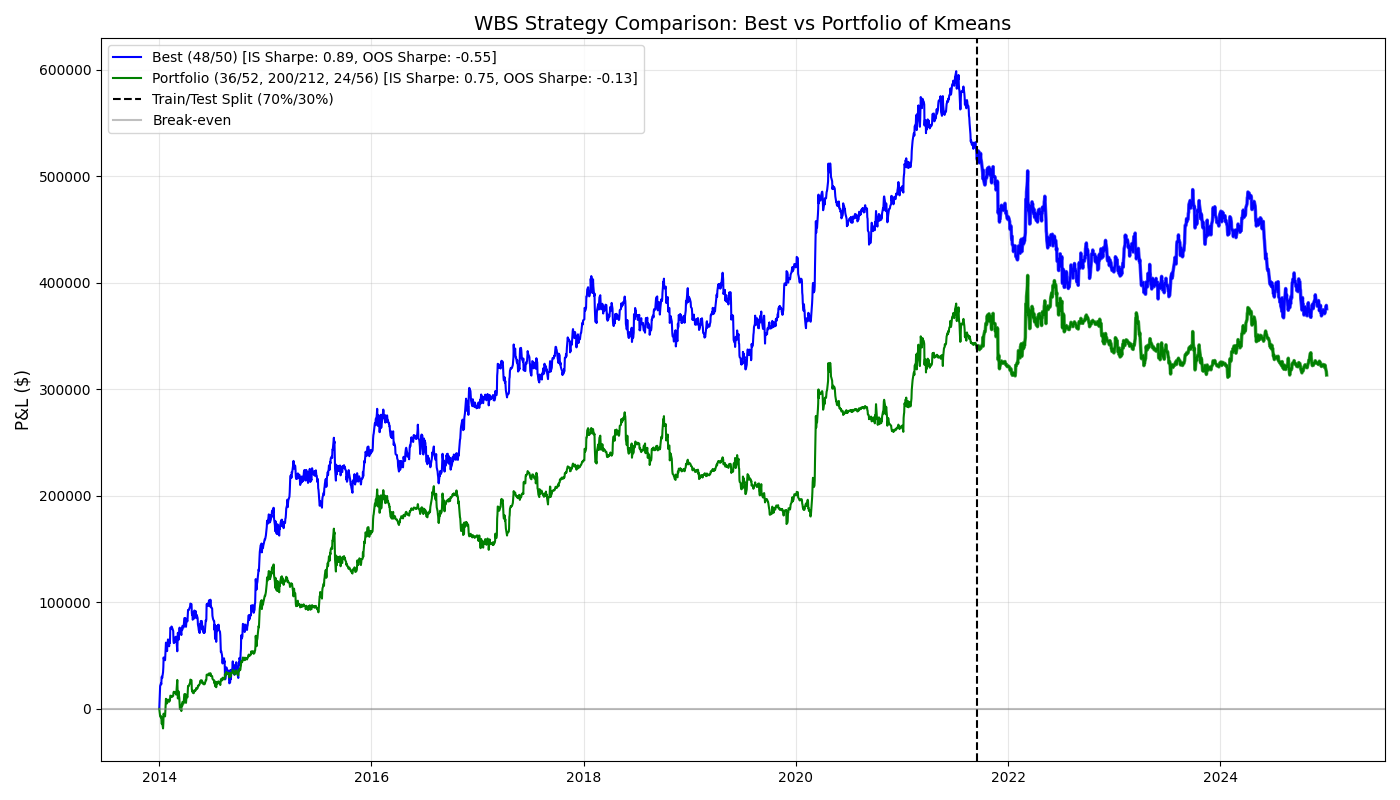 WBS Strategy Comparison: Best vs Portfolio of Kmeans
Best (48/50) [IS Sharpe: 0.89, OOS Sharpe: -0.55]
Portfolio (36/52, 200/212, 24/56) [IS Sharpe: 0.75, OOS Sharpe: -0.13]
Train/Test Split (70%/30%)
Break-even
P&L ($)
600000
500000
400000
300000
200000
100000
0
2014 2016 2018 2020 2022 2024